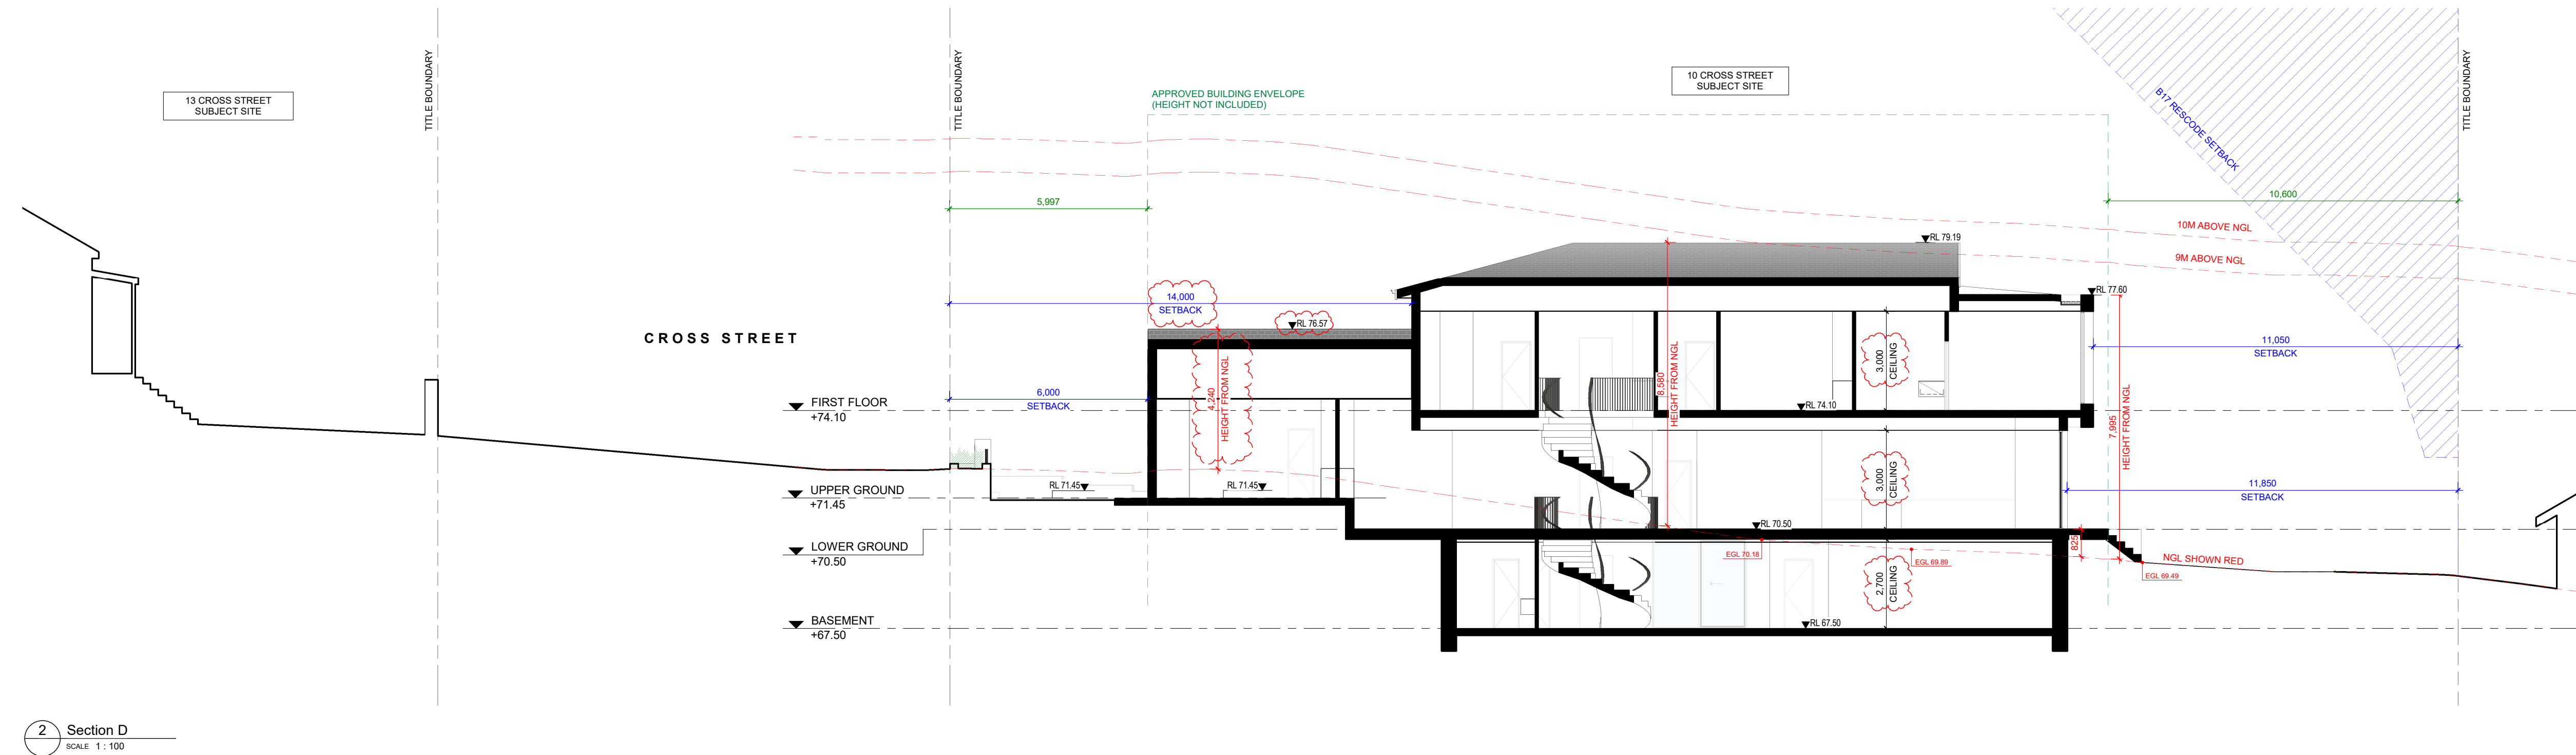 13 CROSS STREET
SUBJECT SITE
TITLE BOUNDARY
TITLE BOUNDARY
APPROVED BUILDING ENVELOPE
(HEIGHT NOT INCLUDED)
10 CROSS STREET
SUBJECT SITE
B17 RESCODE SETBACK
TITLE BOUNDARY
5,997
10,600
10M ABOVE NGL
9M ABOVE NGL
RL 79.19
RL 77.60
14,000
SETBACK
RL 76.57
CROSS STREET
11,050
SETBACK
4,240
HEIGHT FROM NGL
8,580
HEIGHT FROM NGL
3,000
CEILING
7,995
HEIGHT FROM NGL
6,000
SETBACK
FIRST FLOOR
+74.10
RL 74.10
3,000
CEILING
11,850
SETBACK
UPPER GROUND
+71.45
RL 71.45
RL 71.45
RL 70.50
LOWER GROUND
+70.50
825
EGL 70.18
EGL 69.89
NGL SHOWN RED
EGL 69.49
2,700
CEILING
BASEMENT
+67.50
RL 67.50
2
Section D
SCALE 1 : 100